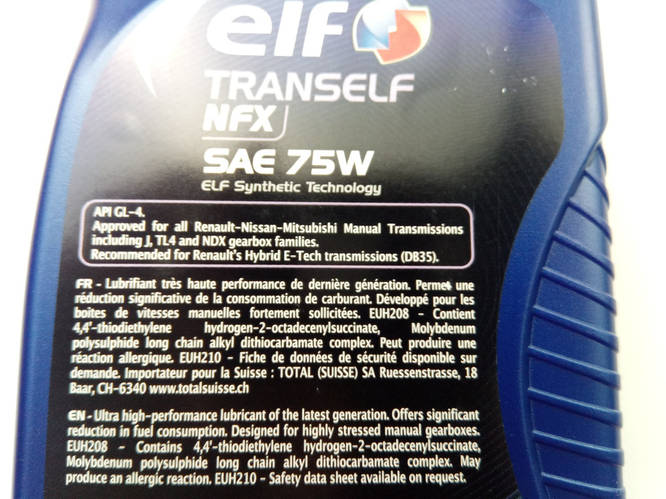 elf
TRANSELF
NFX
SAE 75W
ELF Synthetic Technology
API GL-4.
Approved for all Renault-Nissan-Mitsubishi Manual Transmissions
including J, TL4 and NDX gearbox families.
Recommended for Renault's Hybrid E-Tech transmissions (DB35).
FR - Lubrifiant très haute performance de dernière génération. Permet une
réduction significative de la consommation de carburant. Développé pour les
boites de vitesses manuelles fortement sollicitées. EUH208 - Contient
4,4'-thiodiethylene hydrogen-2-octadecenylsuccinate, Molybdenum
polysulphide long chain alkyl dithiocarbamate complex. Peut produire une
réaction allergique. EUH210 - Fiche de données de sécurité disponible sur
demande. Importateur pour la Suisse : TOTAL (SUISSE) SA Ruessenstrasse, 18
Baar, CH-6340 www.totalsuisse.ch
EN - Ultra high-performance lubricant of the latest generation. Offers significant
reduction in fuel consumption. Designed for highly stressed manual gearboxes.
EUH208 - Contains 4,4'-thiodiethylene hydrogen-2-octadecenylsuccinate,
Molybdenum polysulphide long chain alkyl dithiocarbamate complex. May
produce an allergic reaction. EUH210 - Safety data sheet available on request.